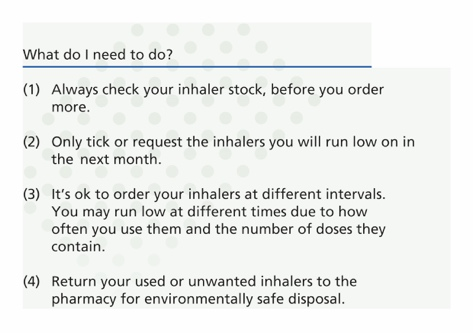 What do I need to do?
(1) Always check your inhaler stock, before you order
more.
(2) Only tick or request the inhalers you will run low on in
the next month.
(3) It's ok to order your inhalers at different intervals.
You may run low at different times due to how
often you use them and the number of doses they
contain.
(4) Return your used or unwanted inhalers to the
pharmacy for environmentally safe disposal.